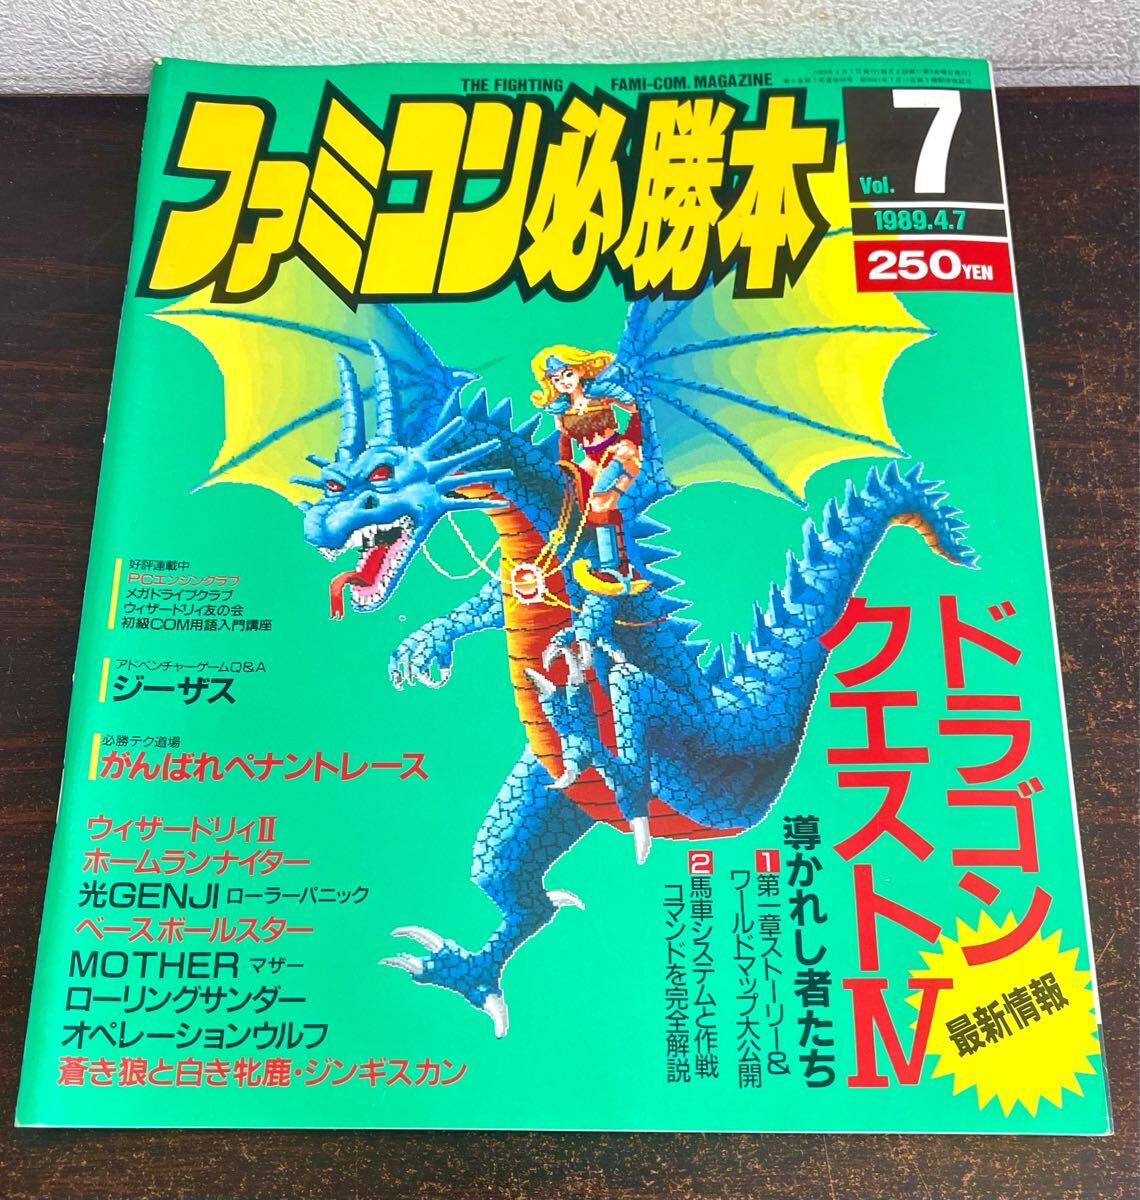 THE FIGHTING FAMI-COM. MAGAZINE
ファミコン必勝本
Vol. 7
1989.4.7
250YEN
好評連載中
PCエンジンクラブ
メガドライブクラブ
ウィザードリィ友の会
初級COM用語入門講座
アドベンチャーゲームQ&A
ジーザス
必勝テク道場
がんばれペナントレース
ウィザードリィII
ホームランナイター
光GENJI ローラーパニック
ベースボールスター
MOTHER マザー
ローリングサンダー
オペレーションウルフ
蒼き狼と白き牝鹿・ジンギスカン
ドラゴン
クエストIV
導かれし者たち
1 第一章ストーリー&
ワールドマップ大公開
2 馬車システムと作戦
コマンドを完全解説
最新情報